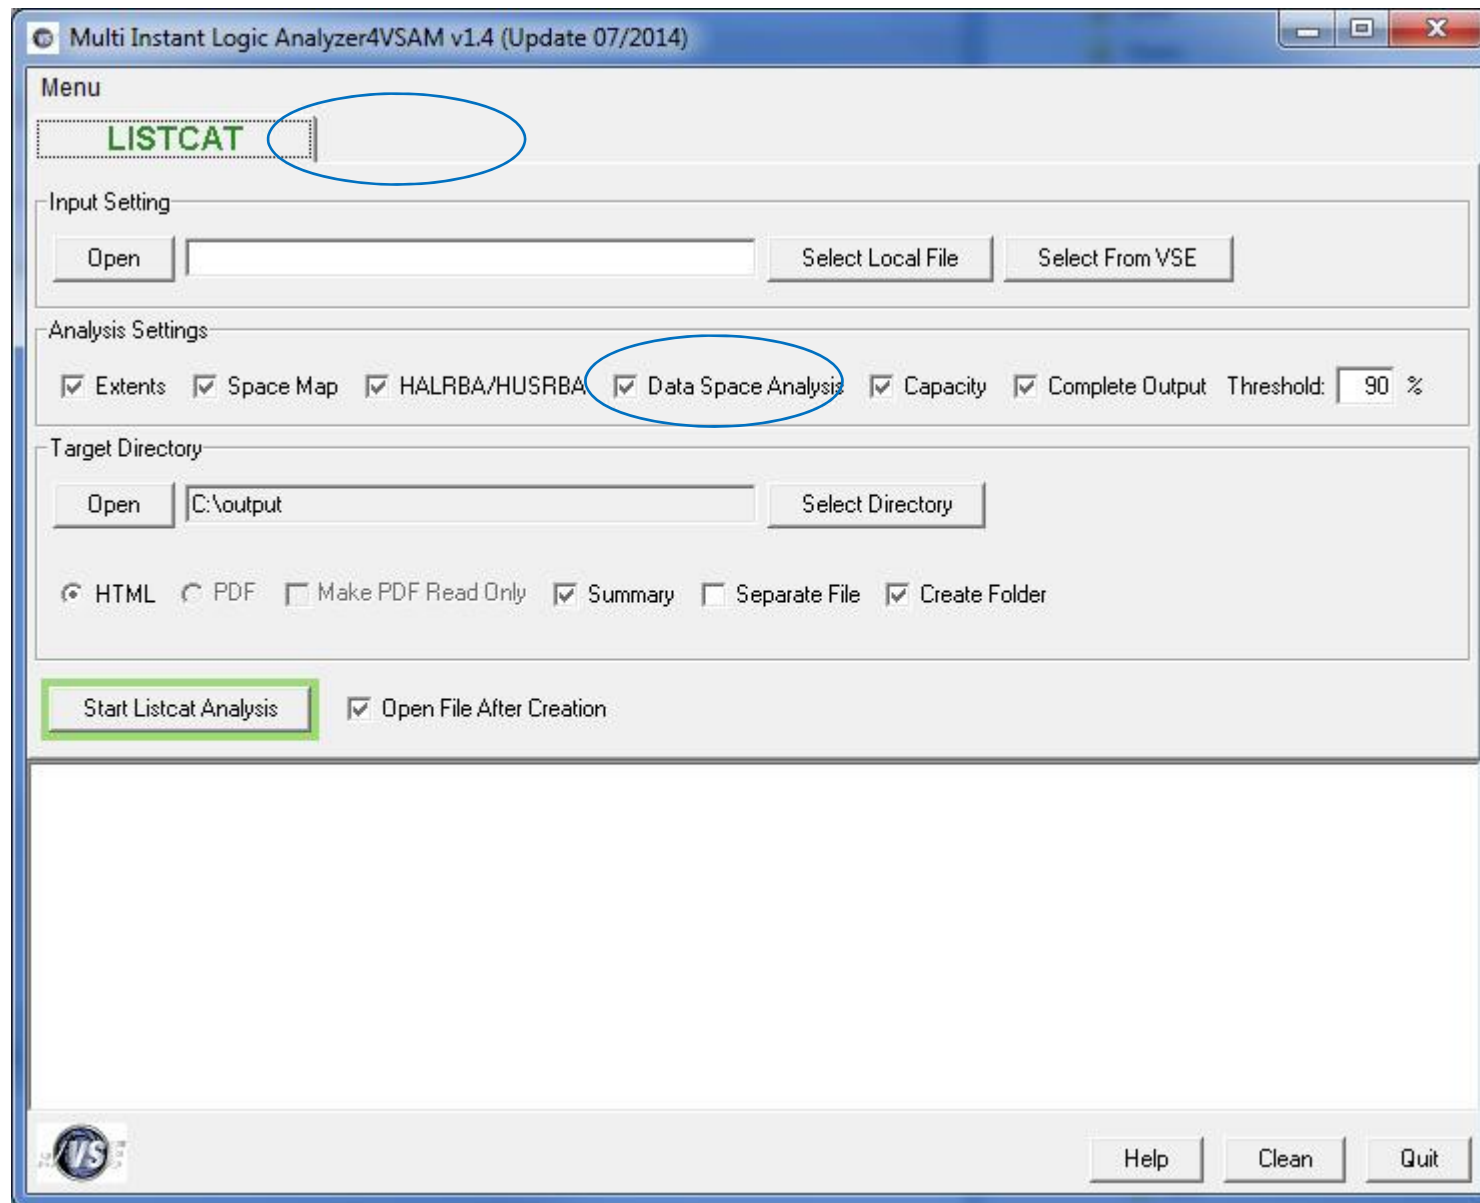 Multi Instant Logic Analyzer4VSAM v1.4 (Update 07/2014)
Menu
LISTCAT
Input Setting
Open Select Local File Select From VSE
Analysis Settings
Extents Space Map HALRBA/HUSRBA Data Space Analysis Capacity Complete Output Threshold: 90 %
Target Directory
Open C:\output Select Directory
HTML PDF Make PDF Read Only Summary Separate File Create Folder
Start Listcat Analysis Open File After Creation
VS
Help Clean Quit